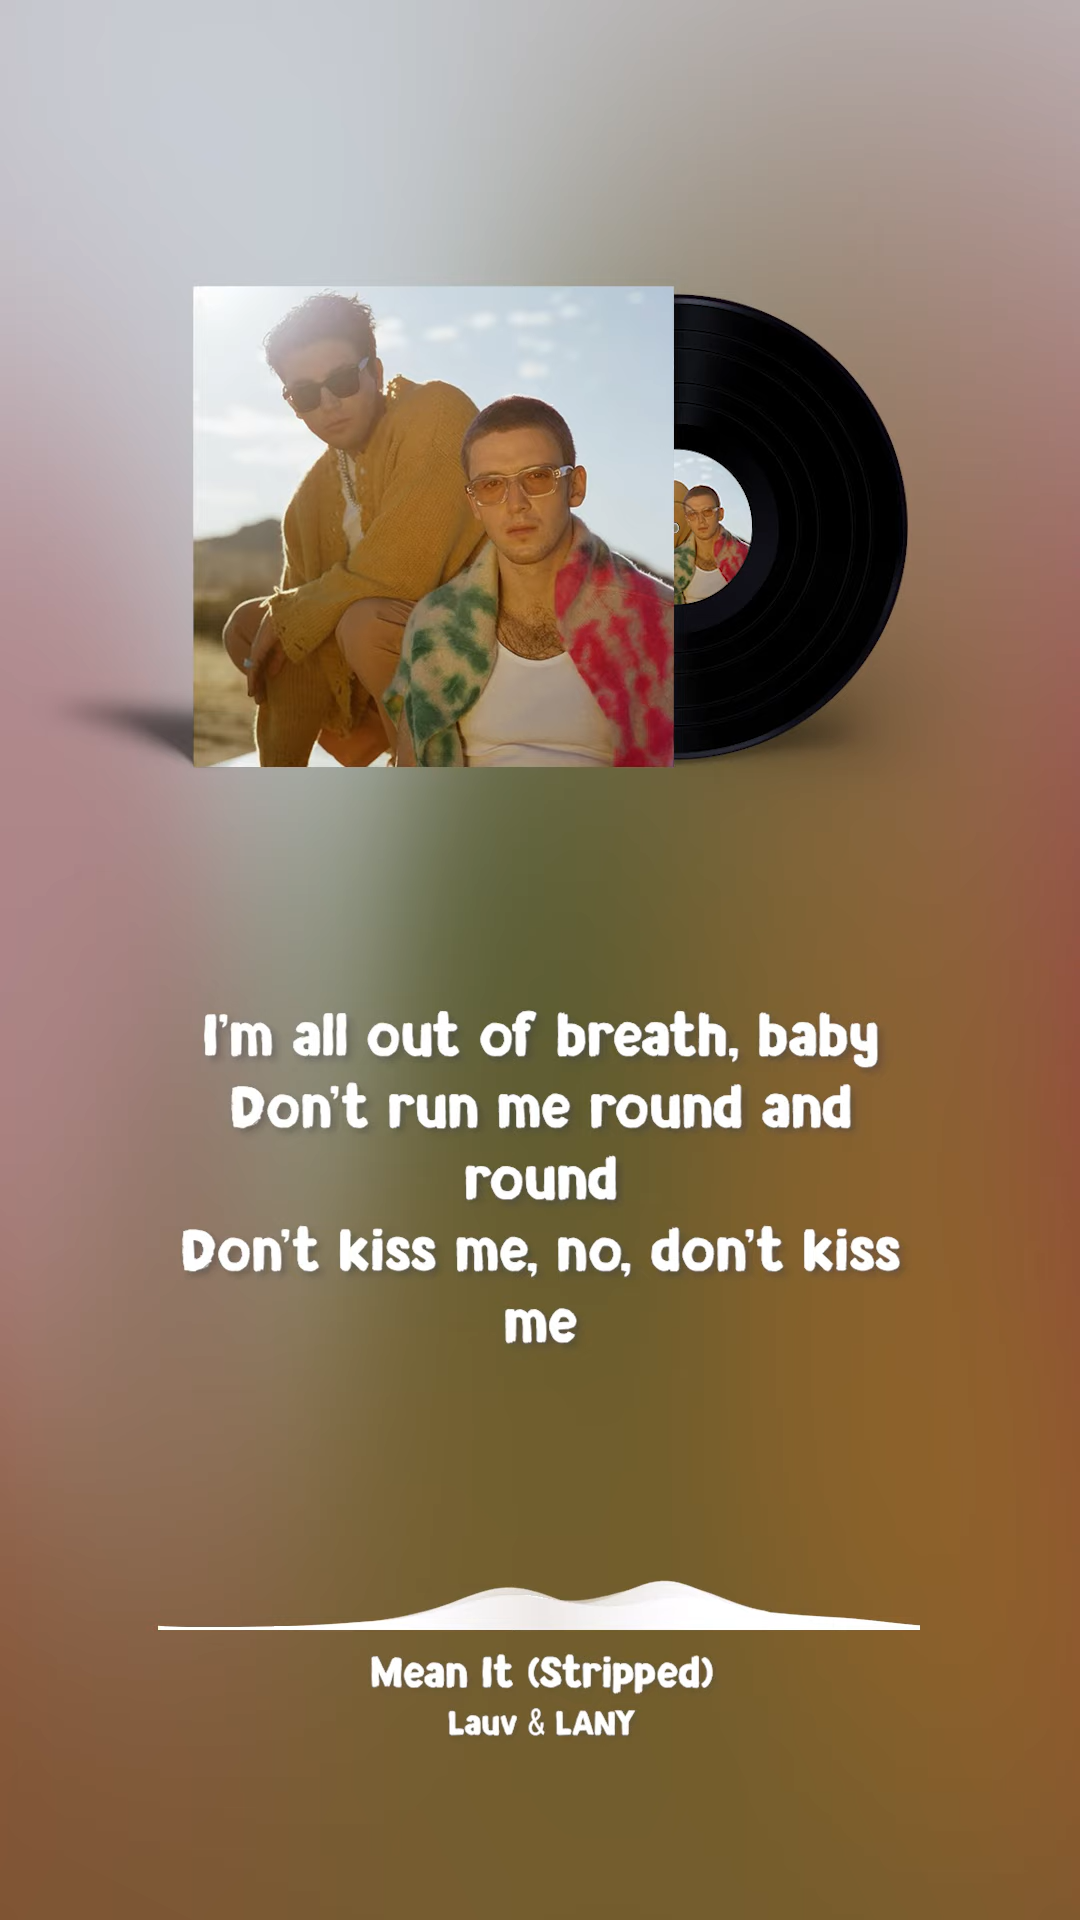 I'm all out of breath, baby
Don't run me round and
round
Don't kiss me, no, don't kiss
me
Mean It (Stripped)
Lauv & LANY